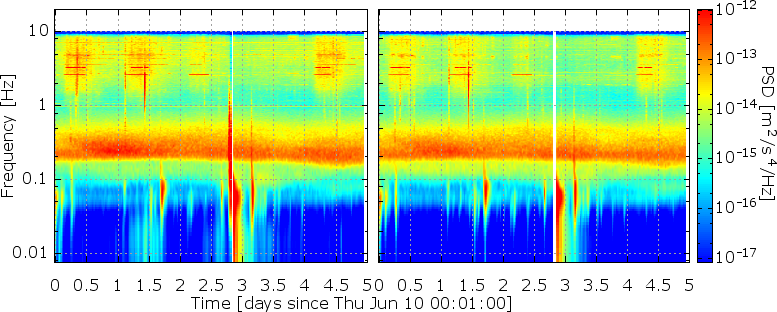 10
1
0.1
0.01
Frequency [Hz]
0 0.5 1 1.5 2 2.5 3 3.5 4 4.5 5
0 0.5 1 1.5 2 2.5 3 3.5 4 4.5 5
Time [days since Thu Jun 10 00:01:00]
10⁻¹²
10⁻¹³
10⁻¹⁴
10⁻¹⁵
10⁻¹⁶
10⁻¹⁷
PSD [m²/s⁴/Hz]